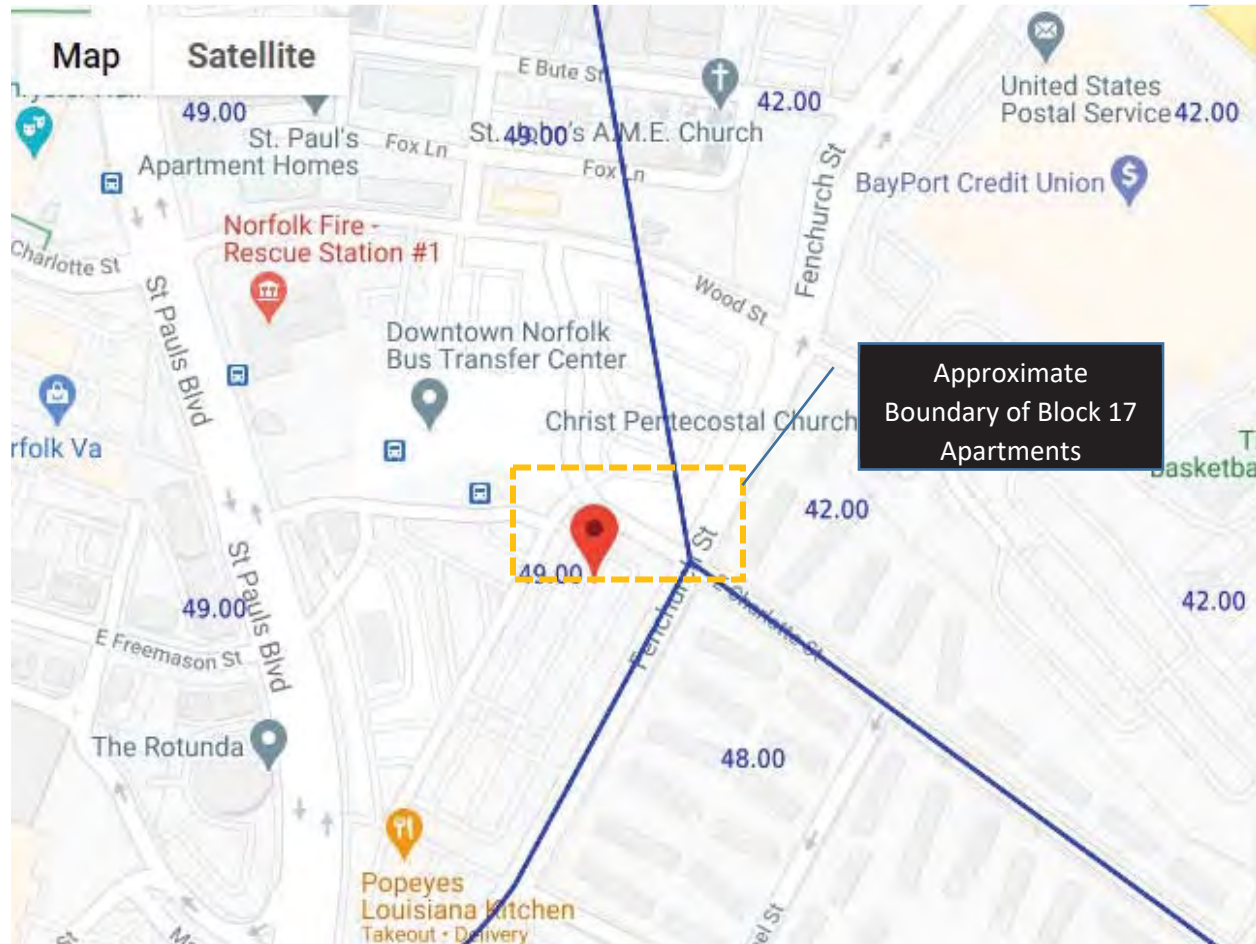 Map
Satellite
E Bute St
United States
Postal Service
42.00
42.00
49.00
St. Paul's
Apartment Homes
Fox Ln
49.00
St. John's A.M.E. Church
Fox Ln
Fenchurch St
BayPort Credit Union
Norfolk Fire -
Rescue Station #1
Charlotte St
St Pauls Blvd
Wood St
Downtown Norfolk
Bus Transfer Center
Approximate
Boundary of Block 17
Apartments
Christ Pentecostal Church
rfolk Va
basketba
42.00
49.00
42.00
St Pauls Blvd
49.00
E Freemason St
Fenchurch St
E Charlotte St
The Rotunda
48.00
Popeyes
Louisiana Kitchen
Takeout • Delivery
el St